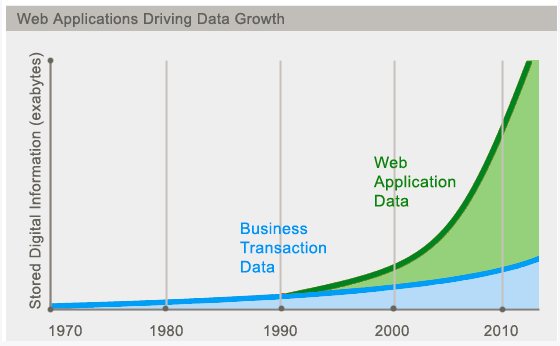 Web Applications Driving Data Growth
Stored Digital Information (exabytes)
Web
Application
Data
Business
Transaction
Data
1970
1980
1990
2000
2010